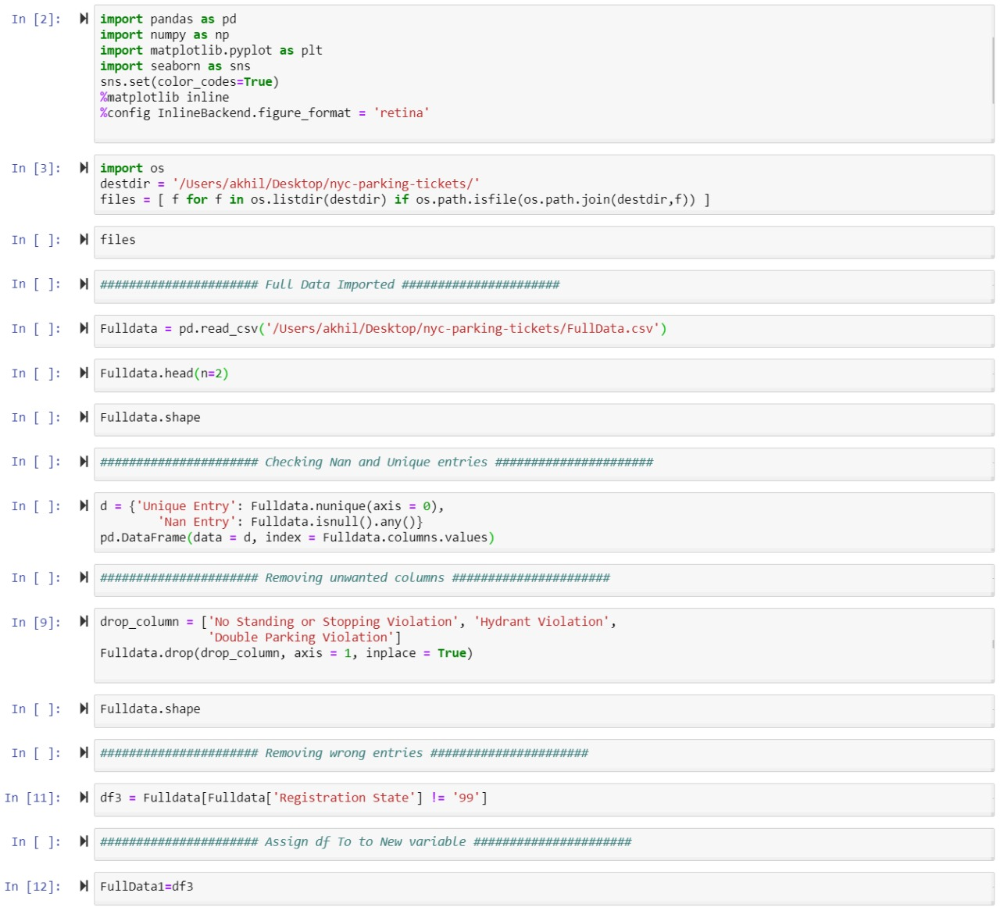 In [2]: import pandas as pd
import numpy as np
import matplotlib.pyplot as plt
import seaborn as sns
sns.set(color_codes=True)
%matplotlib inline
%config InlineBackend.figure_format = 'retina'
In [3]: import os
destdir = '/Users/akhil/Desktop/nyc-parking-tickets/'
files = [ f for f in os.listdir(destdir) if os.path.isfile(os.path.join(destdir,f)) ]
In [ ]: files
In [ ]: ###################### Full Data Imported ######################
In [ ]: Fulldata = pd.read_csv('/Users/akhil/Desktop/nyc-parking-tickets/FullData.csv')
In [ ]: Fulldata.head(n=2)
In [ ]: Fulldata.shape
In [ ]: ###################### Checking Nan and Unique entries ######################
In [ ]: d = {'Unique Entry': Fulldata.nunique(axis = 0),
'Nan Entry': Fulldata.isnull().any()}
pd.DataFrame(data = d, index = Fulldata.columns.values)
In [ ]: ###################### Removing unwanted columns ######################
In [9]: drop_column = ['No Standing or Stopping Violation', 'Hydrant Violation',
'Double Parking Violation']
Fulldata.drop(drop_column, axis = 1, inplace = True)
In [ ]: Fulldata.shape
In [ ]: ###################### Removing wrong entries ######################
In [11]: df3 = Fulldata[Fulldata['Registration State'] != '99']
In [ ]: ###################### Assign df To to New variable ######################
In [12]: FullData1=df3